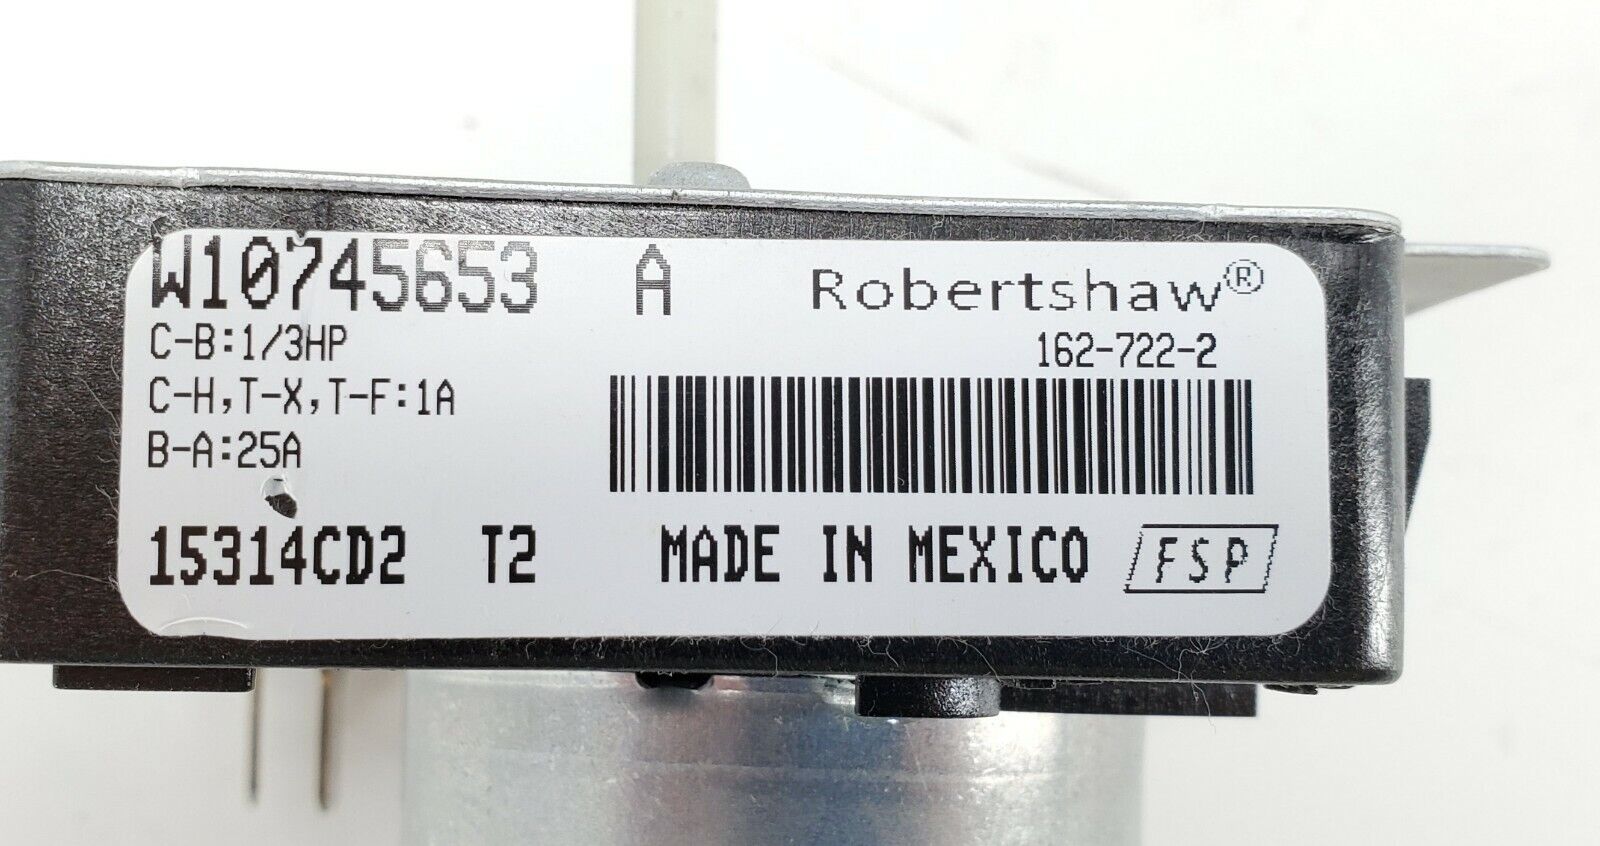 W10745653 A Robertshaw®
C-B:1/3HP 162-722-2
C-H,T-X,T-F:1A
B-A:25A
15314CD2 T2 MADE IN MEXICO FSP